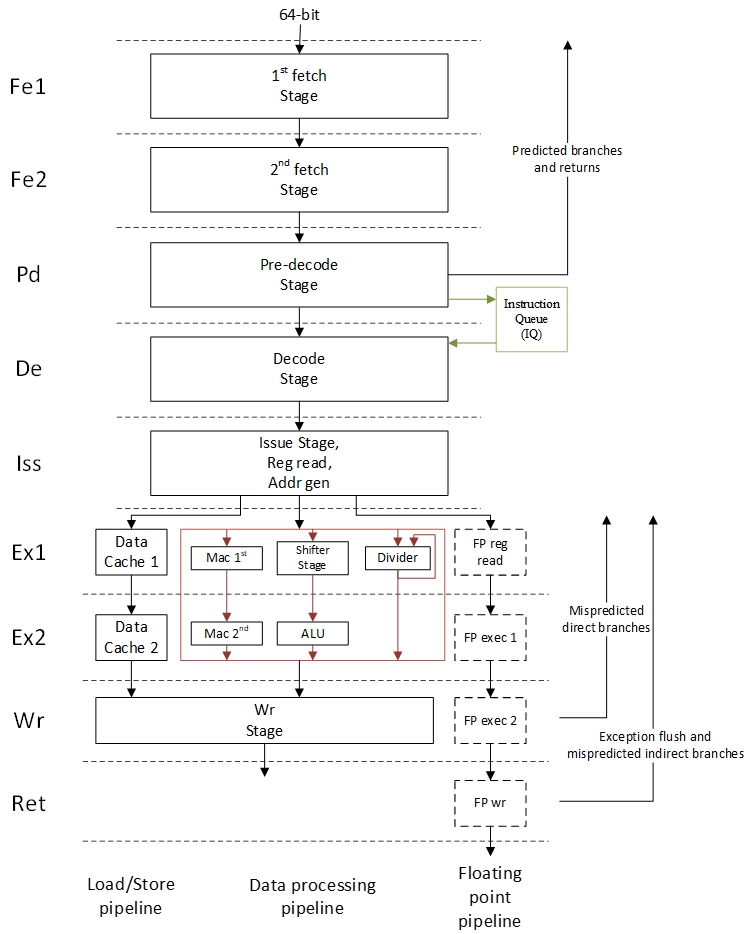 64-bit
Fe1
1st fetch
Stage
Fe2
2nd fetch
Stage
Predicted branches
and returns
Pd
Pre-decode
Stage
Instruction
Queue
(IQ)
De
Decode
Stage
Iss
Issue Stage,
Reg read,
Addr gen
Ex1
Data
Cache 1
Mac 1st
Shifter
Stage
Divider
FP reg
read
Ex2
Data
Cache 2
Mac 2nd
ALU
FP exec 1
Mispredicted
direct branches
Wr
Wr
Stage
FP exec 2
Exception flush and
mispredicted indirect branches
Ret
FP wr
Load/Store
pipeline
Data processing
pipeline
Floating
point
pipeline